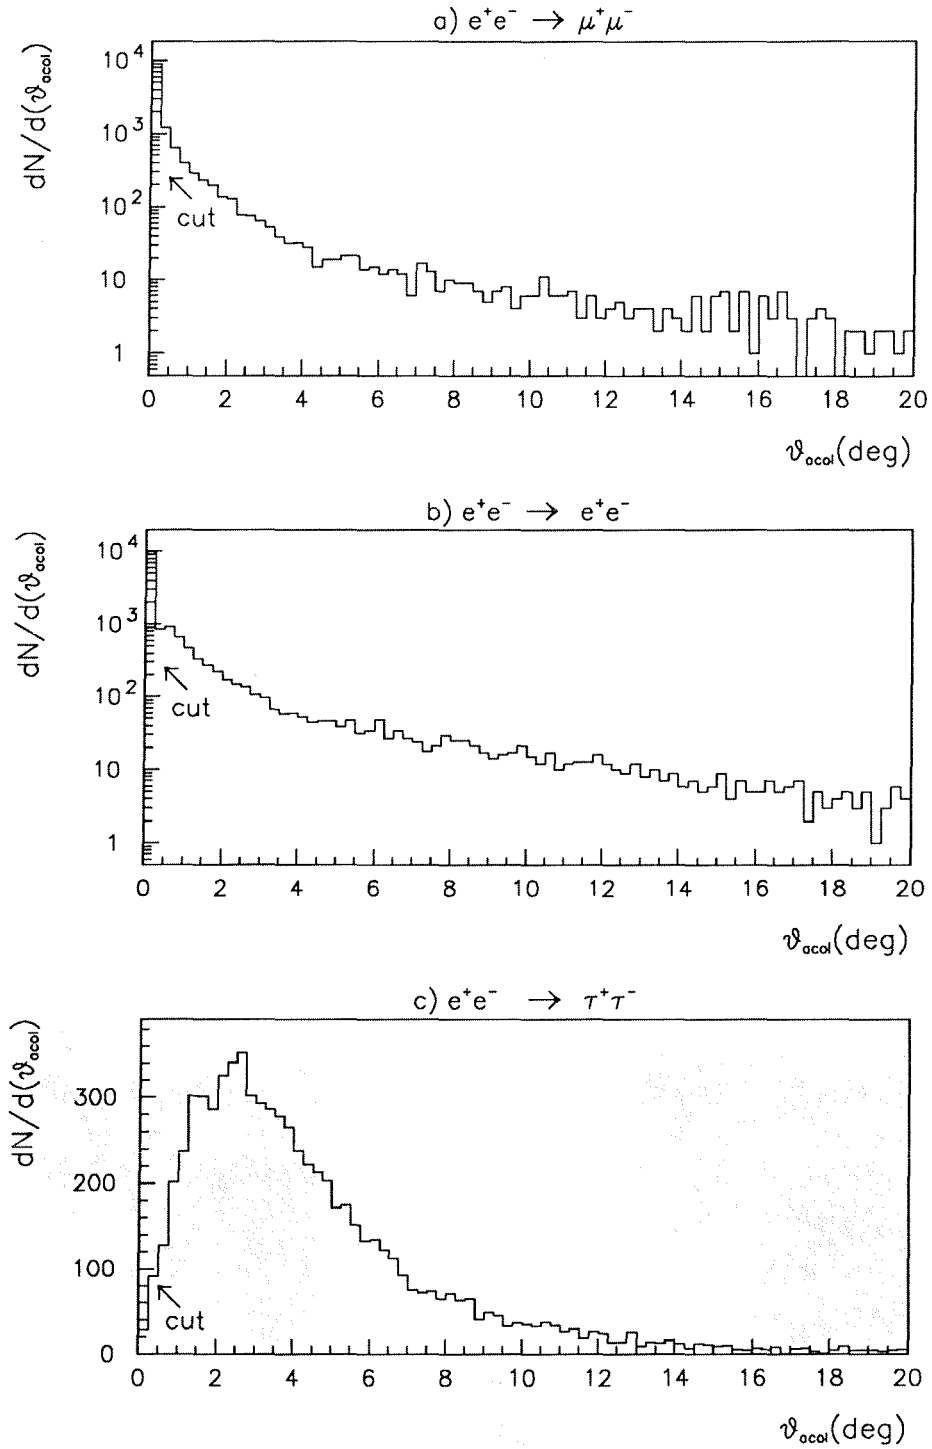 a) e⁺e⁻ → μ⁺μ⁻
dN/d(ϑacol)
10⁴
10³
10²
10
1
cut
0 2 4 6 8 10 12 14 16 18 20
ϑacol(deg)
b) e⁺e⁻ → e⁺e⁻
dN/d(ϑacol)
10⁴
10³
10²
10
1
cut
0 2 4 6 8 10 12 14 16 18 20
ϑacol(deg)
c) e⁺e⁻ → τ⁺τ⁻
dN/d(ϑacol)
300
200
100
0
cut
0 2 4 6 8 10 12 14 16 18 20
ϑacol(deg)